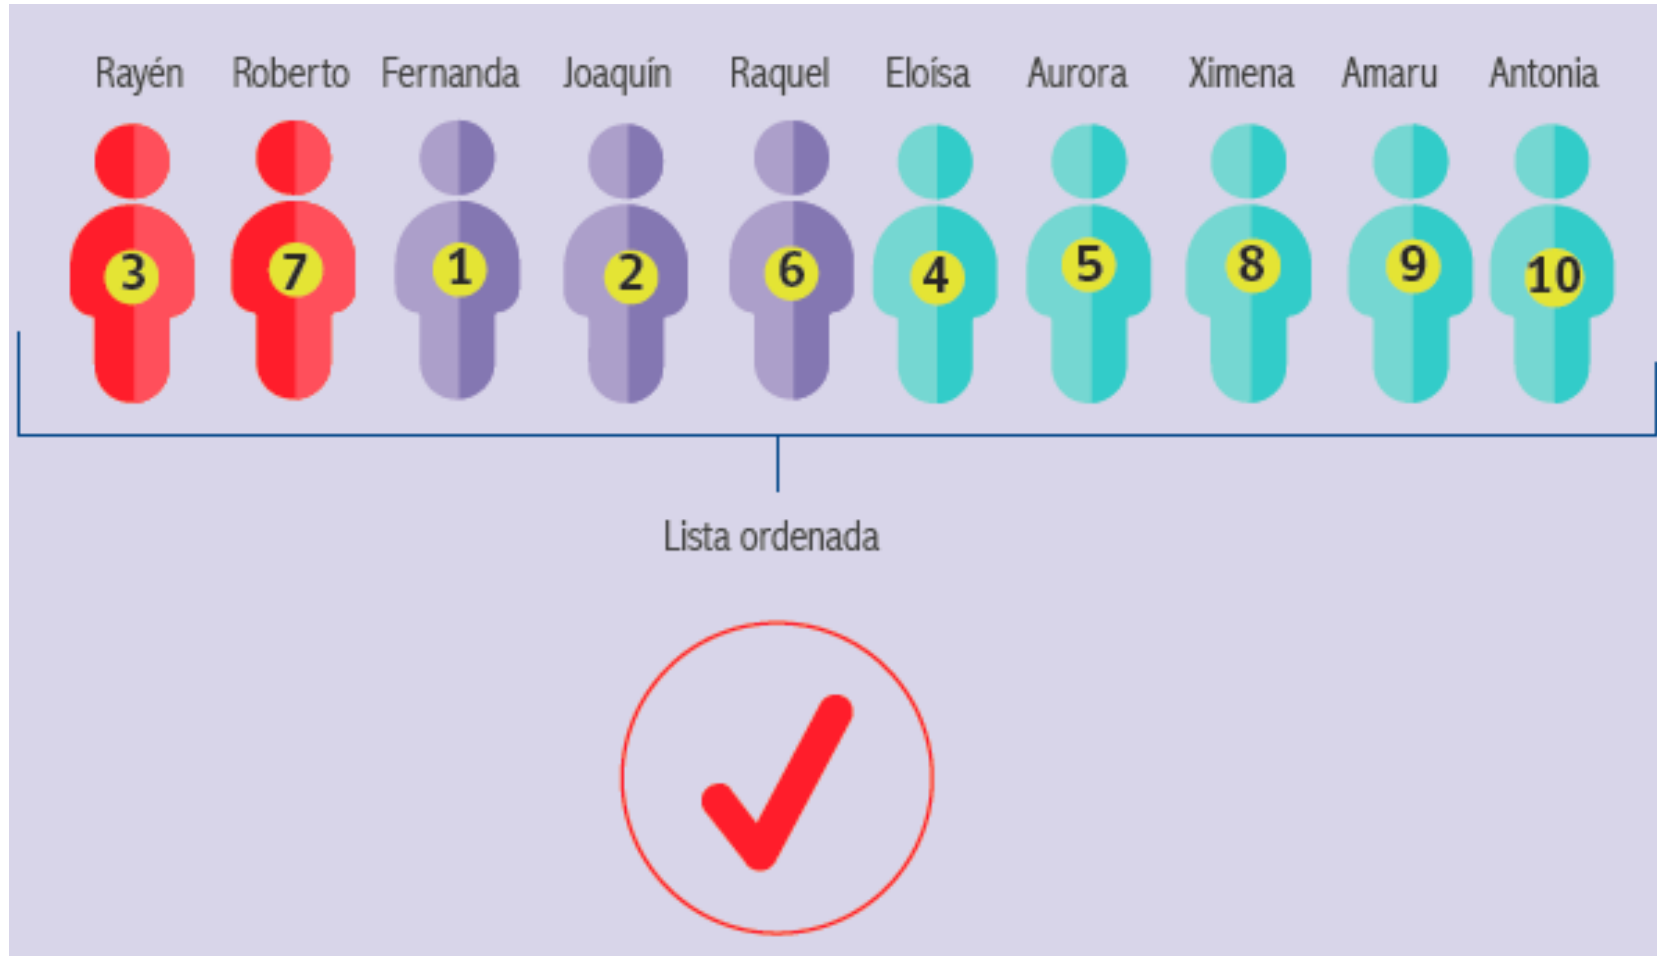 Rayén Roberto Fernanda Joaquín Raquel Eloísa Aurora Ximena Amaru Antonia
3 7 1 2 6 4 5 8 9 10
Lista ordenada